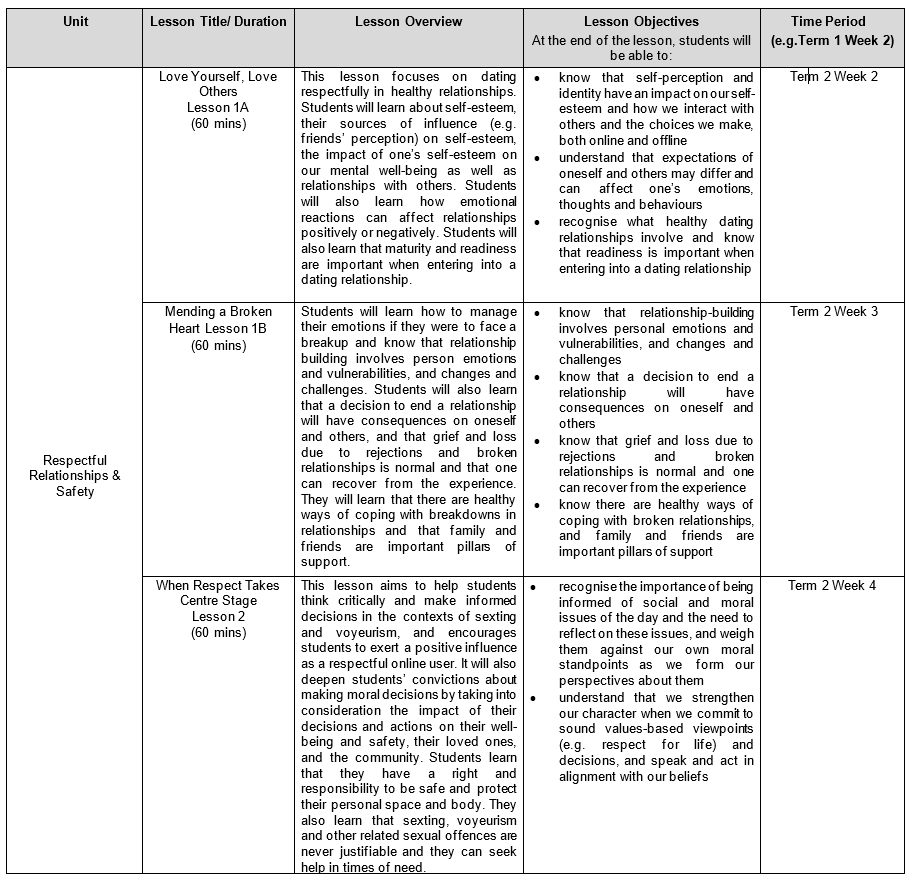 Unit
Lesson Title/ Duration
Lesson Overview
Lesson Objectives
At the end of the lesson, students will
be able to:
Time Period
(e.g.Term 1 Week 2)
Respectful
Relationships &
Safety
Love Yourself, Love
Others
Lesson 1A
(60 mins)
This lesson focuses on dating
respectfully in healthy relationships.
Students will learn about self-esteem,
their sources of influence (e.g.
friends’ perception) on self-esteem,
the impact of one’s self-esteem on
our mental well-being as well as
relationships with others. Students
will also learn how emotional
reactions can affect relationships
positively or negatively. Students will
also learn that maturity and readiness
are important when entering into a
dating relationship.
• know that self-perception and
identity have an impact on our self-
esteem and how we interact with
others and the choices we make,
both online and offline
• understand that expectations of
oneself and others may differ and
can affect one’s emotions,
thoughts and behaviours
• recognise what healthy dating
relationships involve and know
that readiness is important when
entering into a dating relationship
Term 2 Week 2
Mending a Broken
Heart Lesson 1B
(60 mins)
Students will learn how to manage
their emotions if they were to face a
breakup and know that relationship
building involves person emotions
and vulnerabilities, and changes and
challenges. Students will also learn
that a decision to end a relationship
will have consequences on oneself
and others, and that grief and loss
due to rejections and broken
relationships is normal and that one
can recover from the experience.
They will learn that there are healthy
ways of coping with breakdowns in
relationships and that family and
friends are important pillars of
support.
• know that relationship-building
involves personal emotions and
vulnerabilities, and changes and
challenges
• know that a decision to end a
relationship will have
consequences on oneself and
others
• know that grief and loss due to
rejections and broken
relationships is normal and one
can recover from the experience
• know there are healthy ways of
coping with broken relationships,
and family and friends are
important pillars of support
Term 2 Week 3
When Respect Takes
Centre Stage
Lesson 2
(60 mins)
This lesson aims to help students
think critically and make informed
decisions in the contexts of sexting
and voyeurism, and encourages
students to exert a positive influence
as a respectful online user. It will also
deepen students’ convictions about
making moral decisions by taking into
consideration the impact of their
decisions and actions on their well-
being and safety, their loved ones,
and the community. Students learn
that they have a right and
responsibility to be safe and protect
their personal space and body. They
also learn that sexting, voyeurism
and other related sexual offences are
never justifiable and they can seek
help in times of need.
• recognise the importance of being
informed of social and moral
issues of the day and the need to
reflect on these issues, and weigh
them against our own moral
standpoints as we form our
perspectives about them
• understand that we strengthen
our character when we commit to
sound values-based viewpoints
(e.g. respect for life) and
decisions, and speak and act in
alignment with our beliefs
Term 2 Week 4